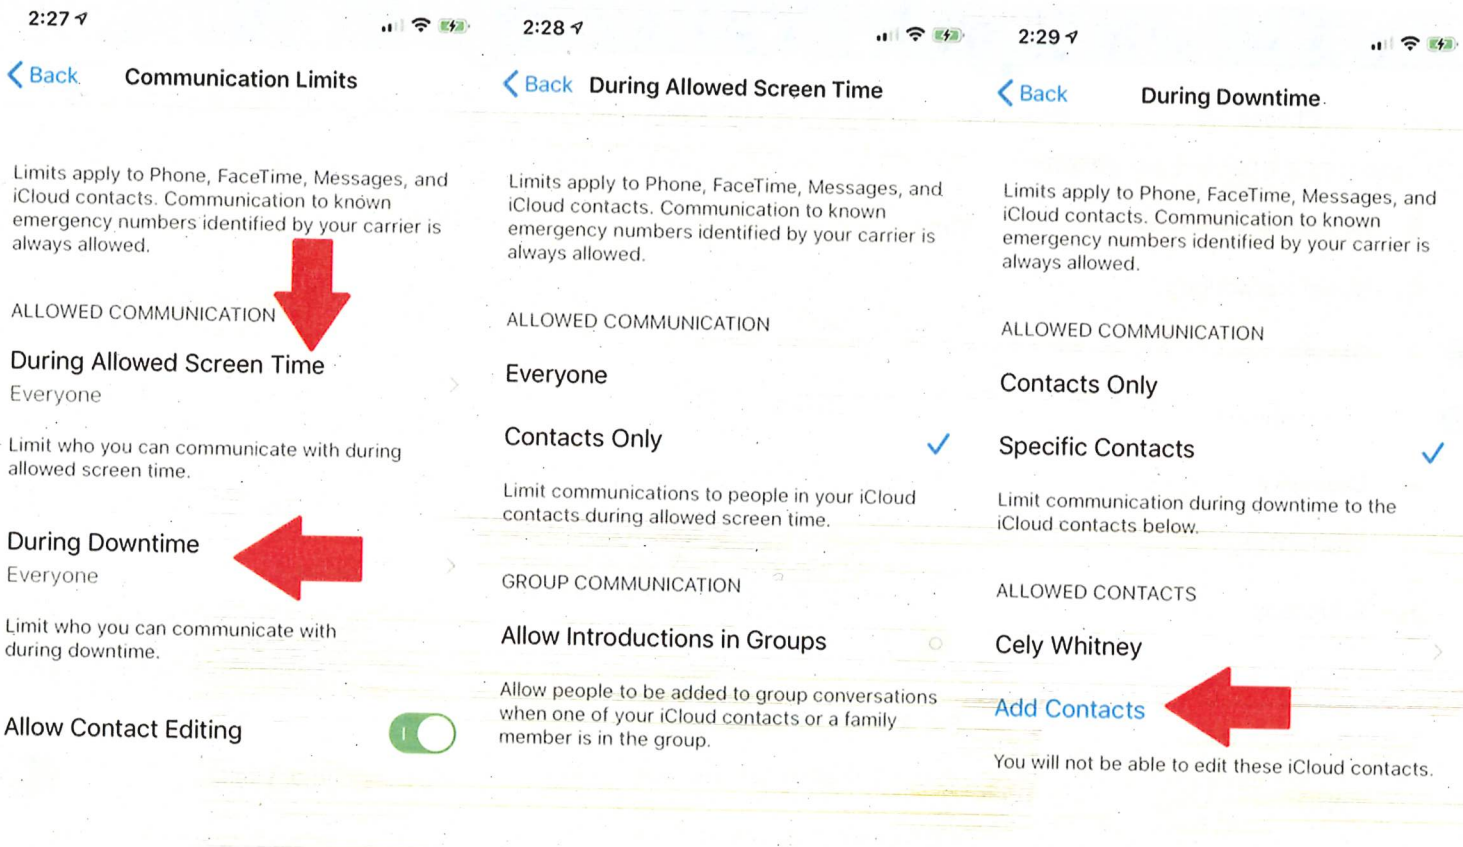 2:27
Back
Communication Limits
Limits apply to Phone, FaceTime, Messages, and
iCloud contacts. Communication to known
emergency numbers identified by your carrier is
always allowed.
ALLOWED COMMUNICATION
During Allowed Screen Time
Everyone
Limit who you can communicate with during
allowed screen time.
During Downtime
Everyone
Limit who you can communicate with
during downtime.
Allow Contact Editing
2:28
Back
During Allowed Screen Time
Limits apply to Phone, FaceTime, Messages, and
iCloud contacts. Communication to known
emergency numbers identified by your carrier is
always allowed.
ALLOWED COMMUNICATION
Everyone
Contacts Only
Limit communications to people in your iCloud
contacts during allowed screen time.
GROUP COMMUNICATION
Allow Introductions in Groups
Allow people to be added to group conversations
when one of your iCloud contacts or a family
member is in the group.
2:29
Back
During Downtime
Limits apply to Phone, FaceTime, Messages, and
iCloud contacts. Communication to known
emergency numbers identified by your carrier is
always allowed.
ALLOWED COMMUNICATION
Contacts Only
Specific Contacts
Limit communication during downtime to the
iCloud contacts below.
ALLOWED CONTACTS
Cely Whitney
Add Contacts
You will not be able to edit these iCloud contacts.